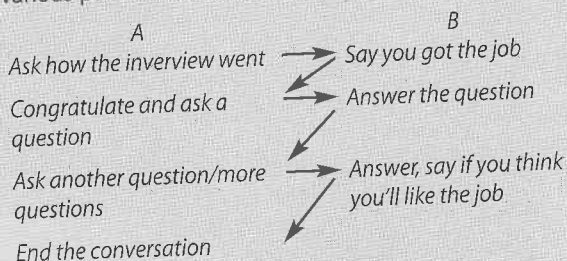 A
B
Ask how the inverview went
Say you got the job
Congratulate and ask a
question
Answer the question
Ask another question/more
questions
Answer, say if you think
you'll like the job
End the conversation